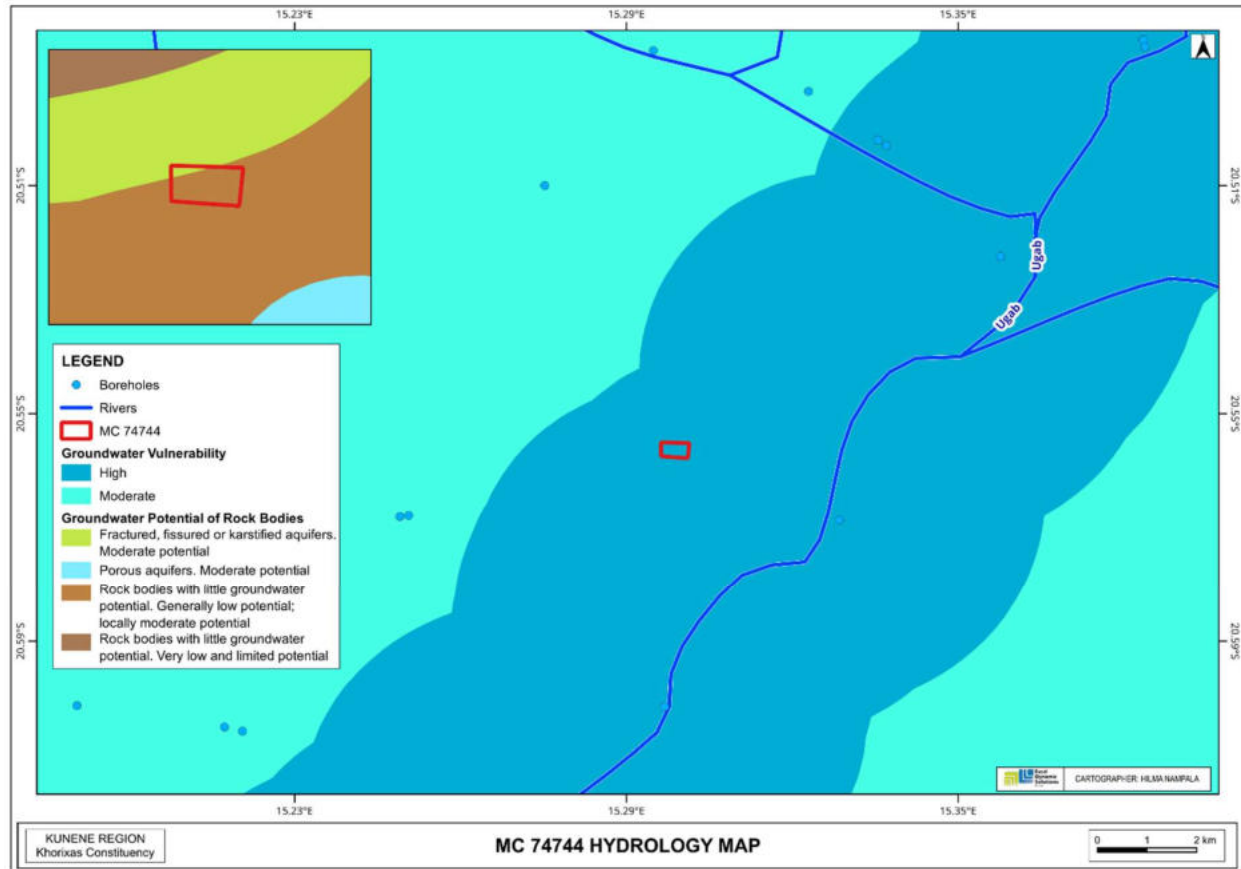 15.23°E
15.29°E
15.35°E
20.51°S
20.51°S
Ugab
Ugab
LEGEND
Boreholes
Rivers
MC 74744
Groundwater Vulnerability
High
Moderate
Groundwater Potential of Rock Bodies
Fractured, fissured or karstified aquifers.
Moderate potential
Porous aquifers. Moderate potential
Rock bodies with little groundwater
potential. Generally low potential;
locally moderate potential
Rock bodies with little groundwater
potential. Very low and limited potential
20.55°S
20.55°S
20.59°S
20.59°S
Excel
Dynamic
Solutions
CARTOGRAPHER: HILMA NAMPALA
15.23°E
15.29°E
15.35°E
KUNENE REGION
Khorixas Constituency
MC 74744 HYDROLOGY MAP
0 1 2 km